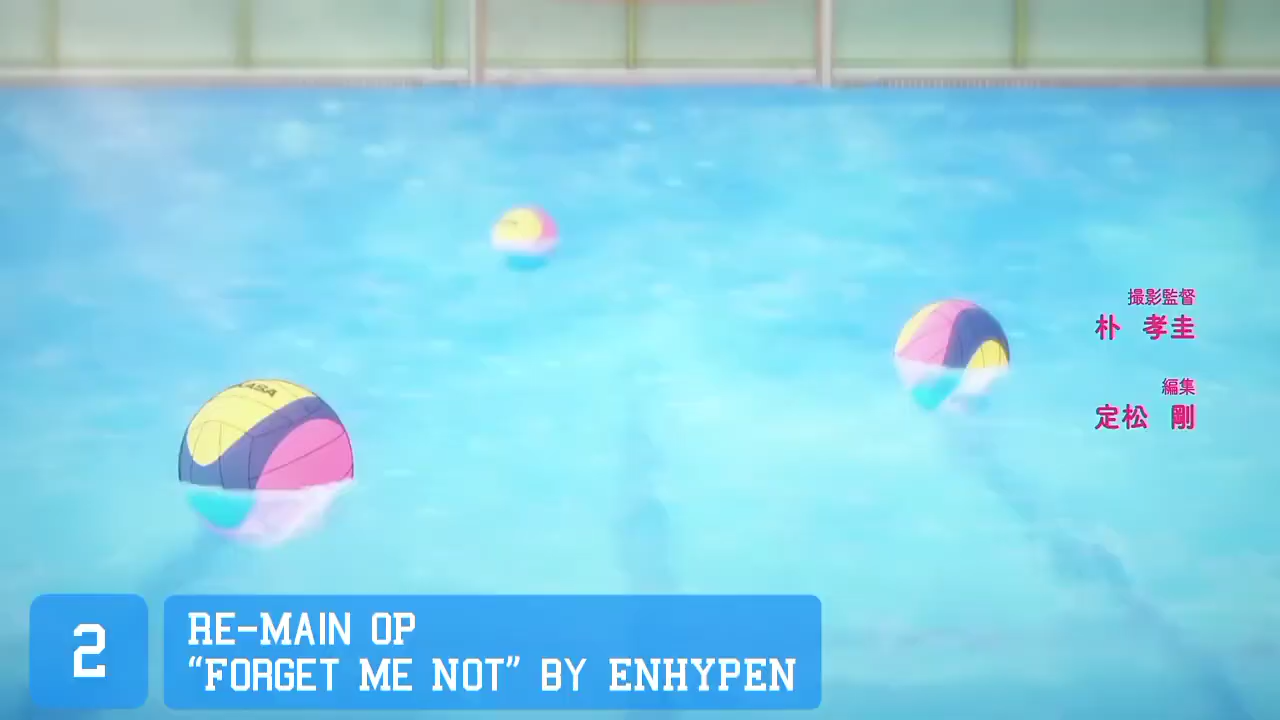 撮影監督
朴 孝圭
編集
定松 剛
KASA
2
RE-MAIN OP
“FORGET ME NOT” BY ENHYPEN